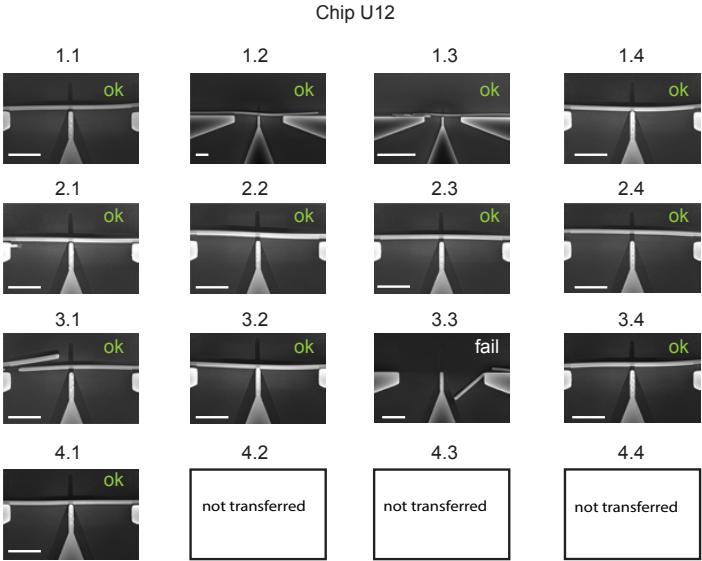 Chip U12
1.1 1.2 1.3 1.4
ok ok ok ok
2.1 2.2 2.3 2.4
ok ok ok ok
3.1 3.2 3.3 3.4
ok ok fail ok
4.1 4.2 4.3 4.4
ok
not transferred not transferred not transferred